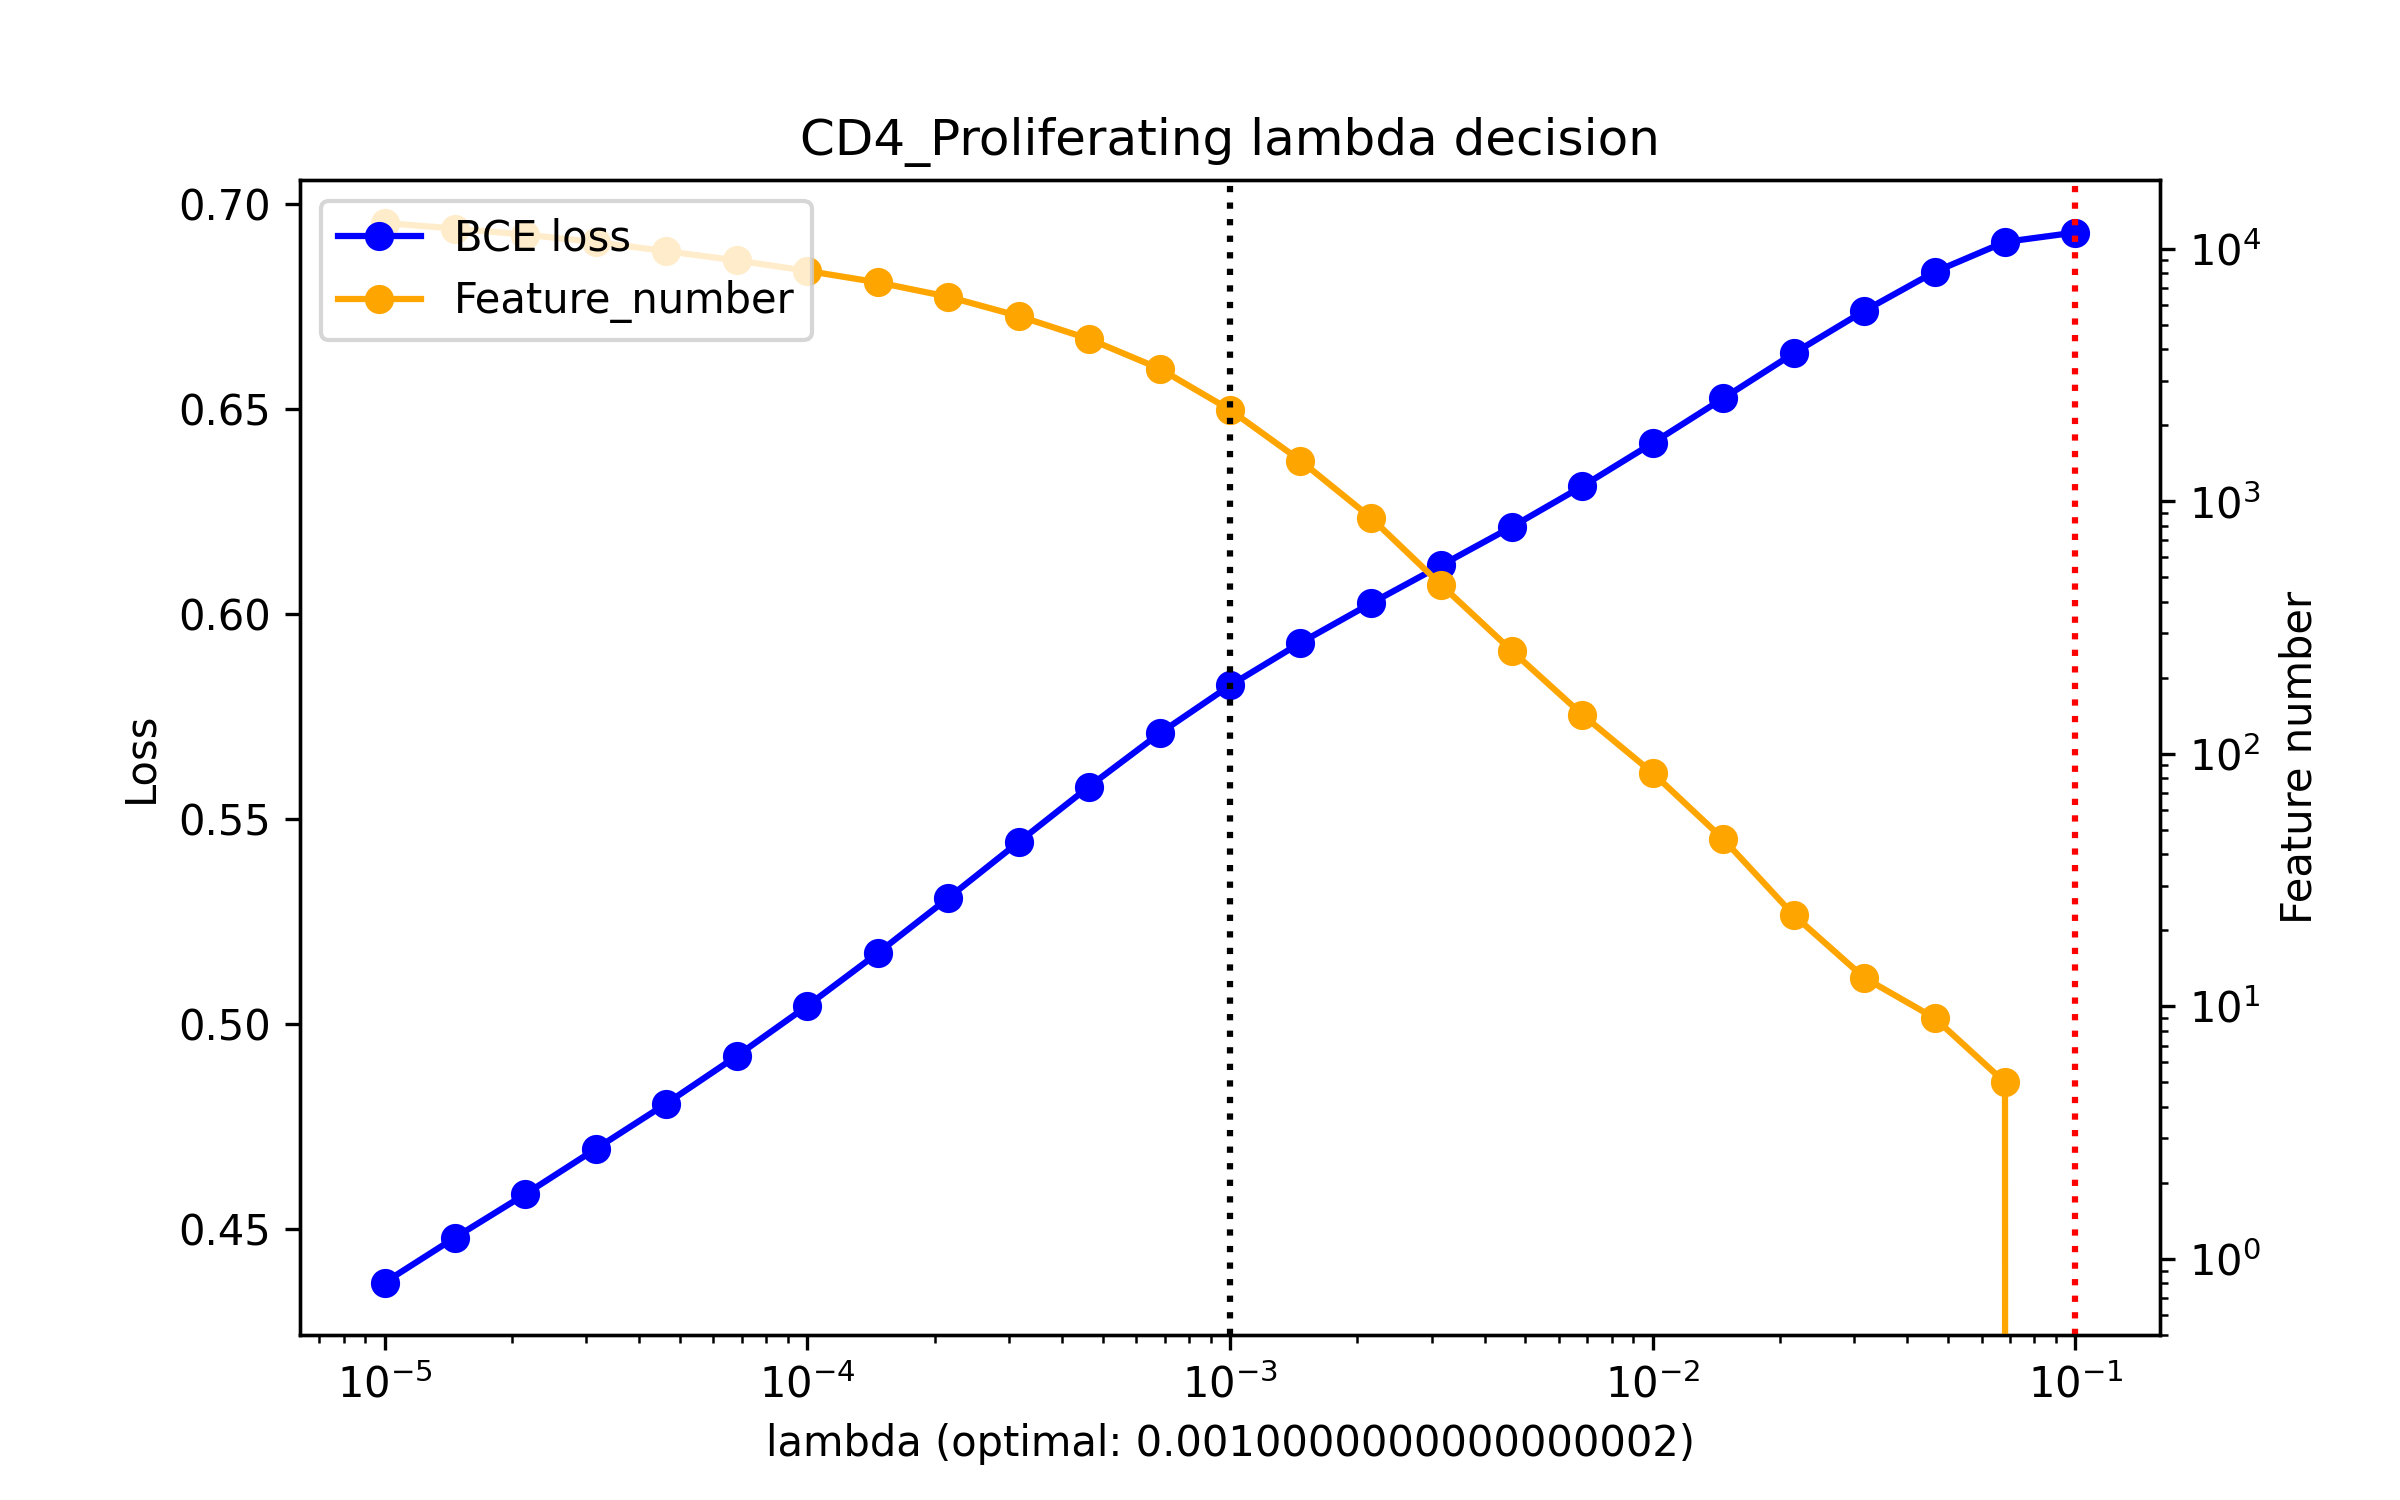 CD4_Proliferating lambda decision
BCE loss
Feature_number
0.70
0.65
0.60
0.55
0.50
0.45
Loss
10⁴
10³
10²
10¹
10⁰
Feature number
10⁻⁵ 10⁻⁴ 10⁻³ 10⁻² 10⁻¹
lambda (optimal: 0.0010000000000000002)